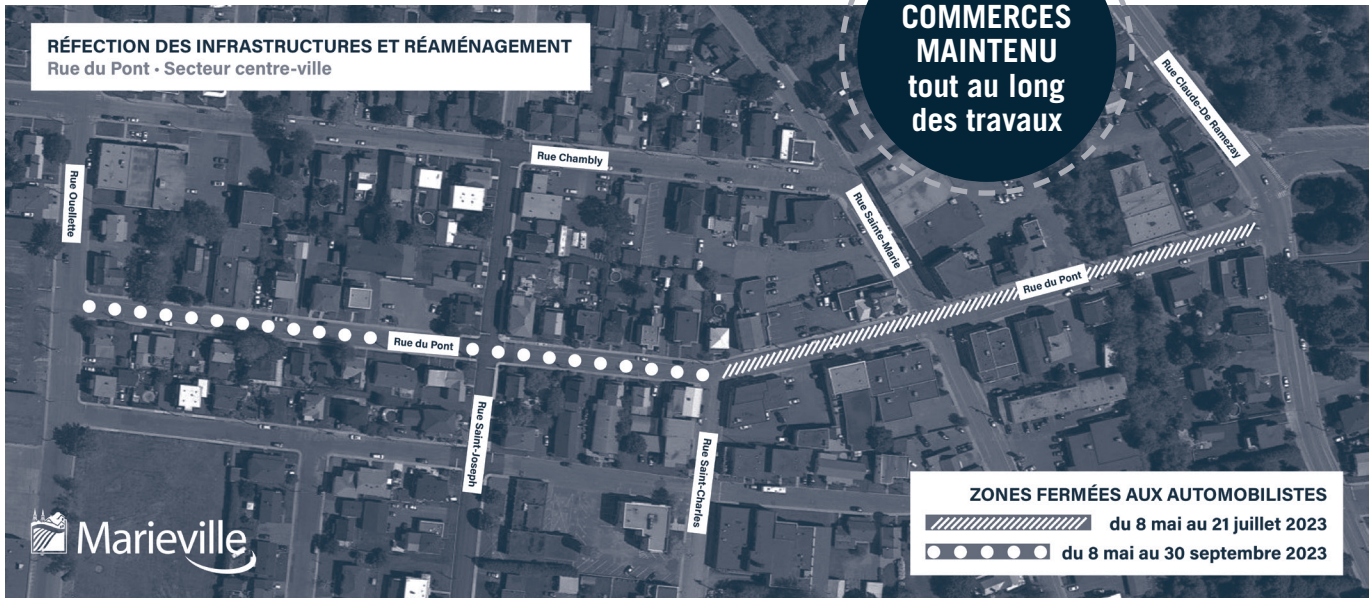 RÉFECTION DES INFRASTRUCTURES ET RÉAMÉNAGEMENT
Rue du Pont • Secteur centre-ville
COMMERCES
MAINTENU
tout au long
des travaux
Rue Claude-De Ramezay
Rue Chambly
Rue Ouellette
Rue Sainte-Marie
Rue du Pont
Rue du Pont
Rue Saint-Joseph
Rue Saint-Charles
Marieville
ZONES FERMÉES AUX AUTOMOBILISTES
du 8 mai au 21 juillet 2023
du 8 mai au 30 septembre 2023